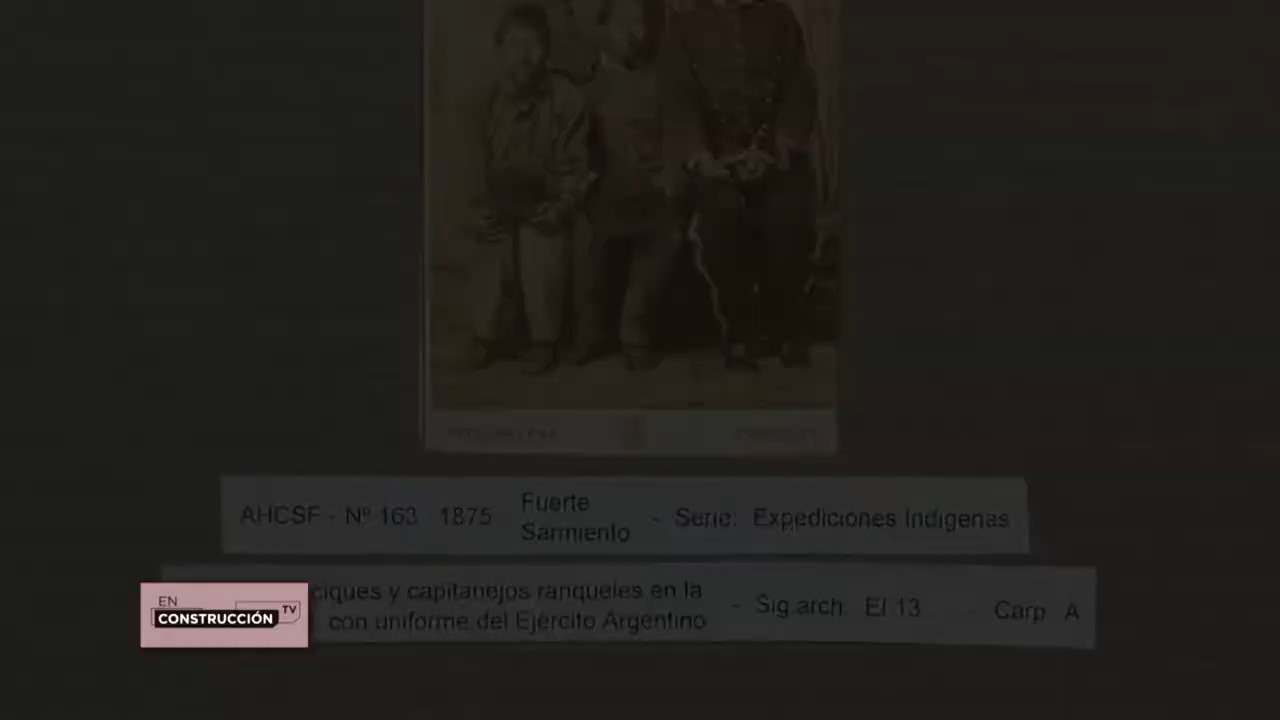 AHCSF - Nº 163 1875 Fuerte Sarmiento - Serie: Expediciones Indígenas
ciques y capitanejos ranqueles en la
con uniforme del Ejército Argentino
- Sig.arch. EI 13 - Carp. A
EN
CONSTRUCCIÓN TV